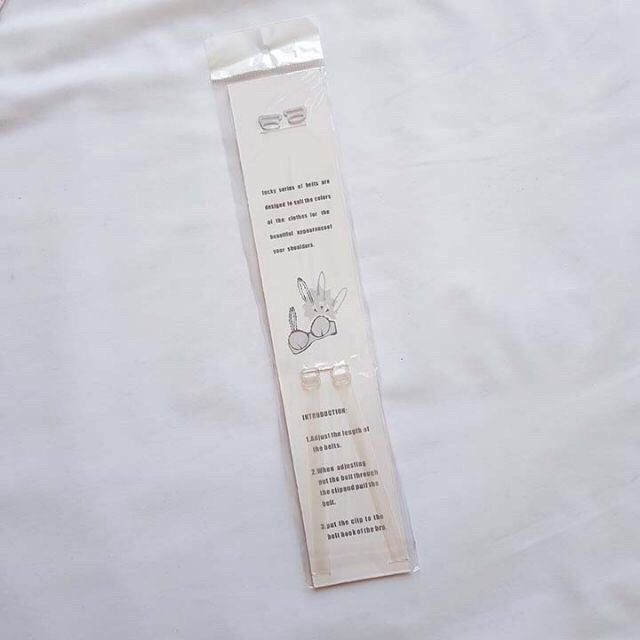 lucky series of belts are
designed to suit the colors
of the clothes for the
beautiful appearanceof
your shoulders.
INTRODUCTION:
1.Adjust the length of
the belts.
2.When adjusting
put the belt through
the clipond pull the
belt.
3.put the clip to the
belt hook of the bra.